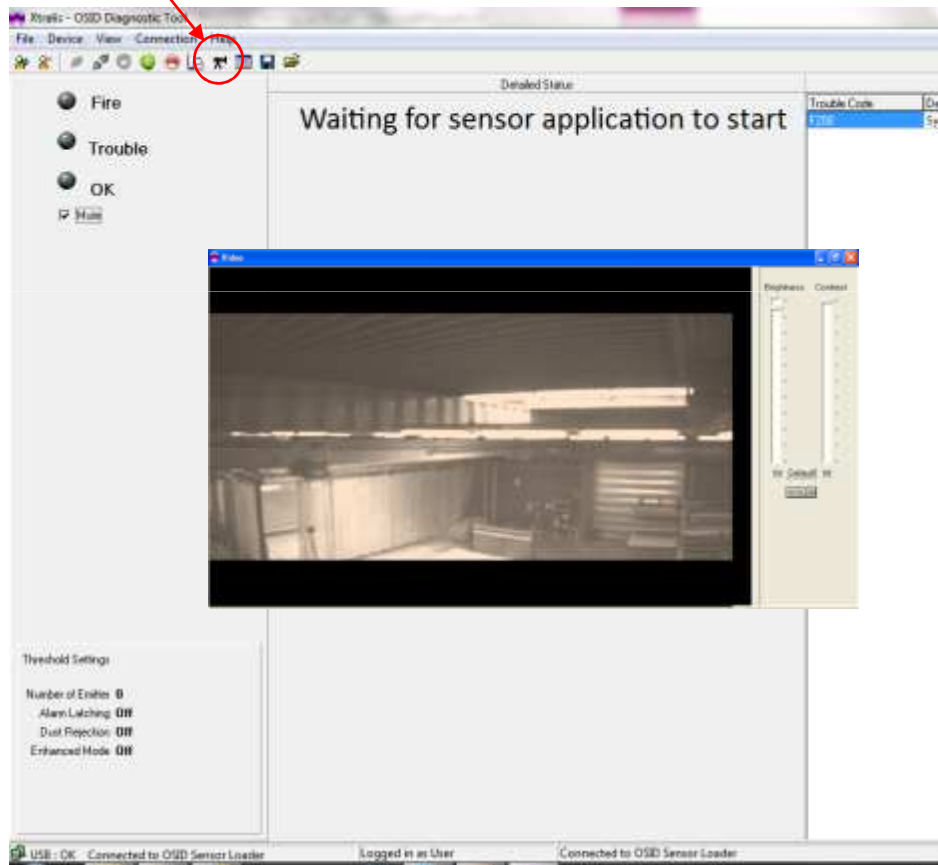 Xtralis - OSID Diagnostic Tool
File Device View Connection Help
Detailed Status
Fire
Trouble
OK
Mute
Waiting for sensor application to start
Trouble Code
Video
Brightness Contrast
Default
Threshold Settings
Number of Emitter 0
Alarm Latching Off
Dust Rejection Off
Enhanced Mode Off
USB : OK Connected to OSID Sensor Loader
Logged in as User
Connected to OSID Sensor Loader